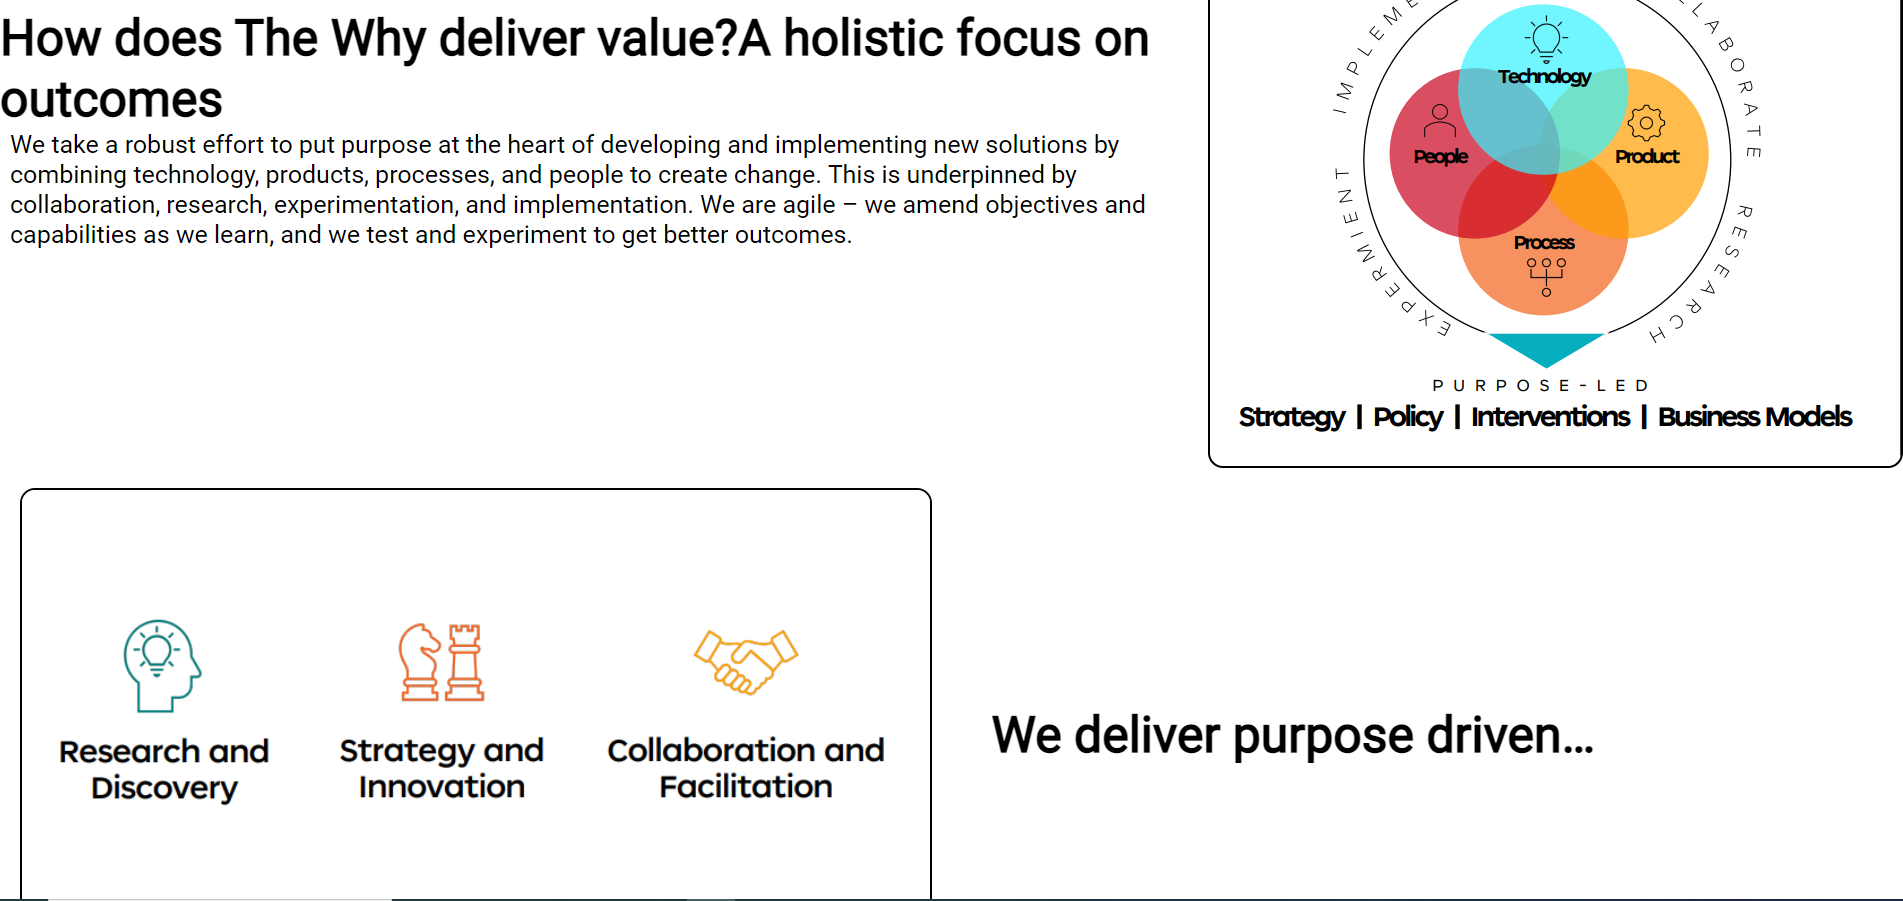 How does The Why deliver value?A holistic focus on
outcomes
We take a robust effort to put purpose at the heart of developing and implementing new solutions by
combining technology, products, processes, and people to create change. This is underpinned by
collaboration, research, experimentation, and implementation. We are agile – we amend objectives and
capabilities as we learn, and we test and experiment to get better outcomes.
IMPLEME
LLABORATE
RESEARCH
EXPERMIENT
Technology
People
Product
Process
PURPOSE-LED
Strategy | Policy | Interventions | Business Models
Research and
Discovery
Strategy and
Innovation
Collaboration and
Facilitation
We deliver purpose driven...